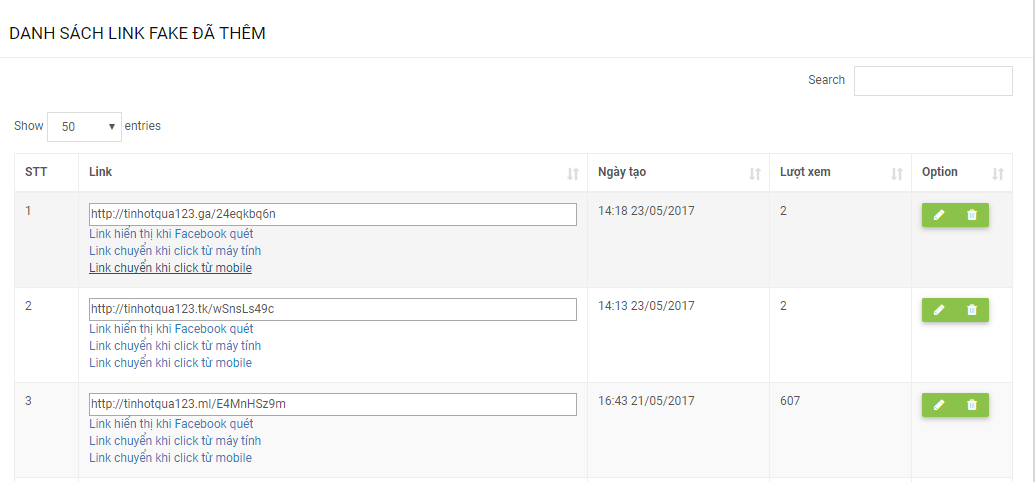 DANH SÁCH LINK FAKE ĐÃ THÊM
Search
Show 50 entries
STT Link Ngày tạo Lượt xem Option
1 http://tinhotqua123.ga/24eqkbq6n 14:18 23/05/2017 2
Link hiển thị khi Facebook quét
Link chuyển khi click từ máy tính
Link chuyển khi click từ mobile
2 http://tinhotqua123.tk/wSnsLs49c 14:13 23/05/2017 2
Link hiển thị khi Facebook quét
Link chuyển khi click từ máy tính
Link chuyển khi click từ mobile
3 http://tinhotqua123.ml/E4MnHSz9m 16:43 21/05/2017 607
Link hiển thị khi Facebook quét
Link chuyển khi click từ máy tính
Link chuyển khi click từ mobile